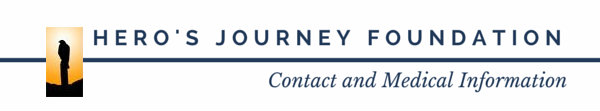 HERO'S JOURNEY FOUNDATION
Contact and Medical Information